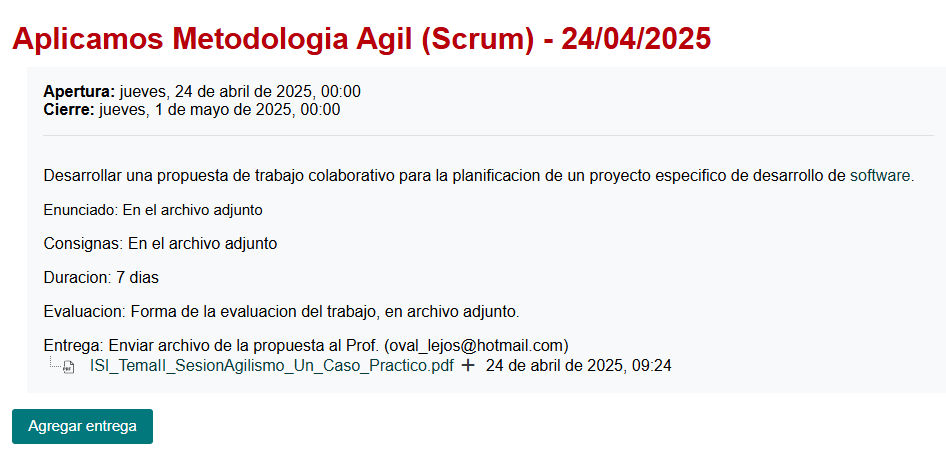 Aplicamos Metodologia Agil (Scrum) - 24/04/2025
Apertura: jueves, 24 de abril de 2025, 00:00
Cierre: jueves, 1 de mayo de 2025, 00:00
Desarrollar una propuesta de trabajo colaborativo para la planificacion de un proyecto especifico de desarrollo de software.
Enunciado: En el archivo adjunto
Consignas: En el archivo adjunto
Duracion: 7 dias
Evaluacion: Forma de la evaluacion del trabajo, en archivo adjunto.
Entrega: Enviar archivo de la propuesta al Prof. (oval_lejos@hotmail.com)
ISI_TemaII_SesionAgilismo_Un_Caso_Practico.pdf + 24 de abril de 2025, 09:24
Agregar entrega